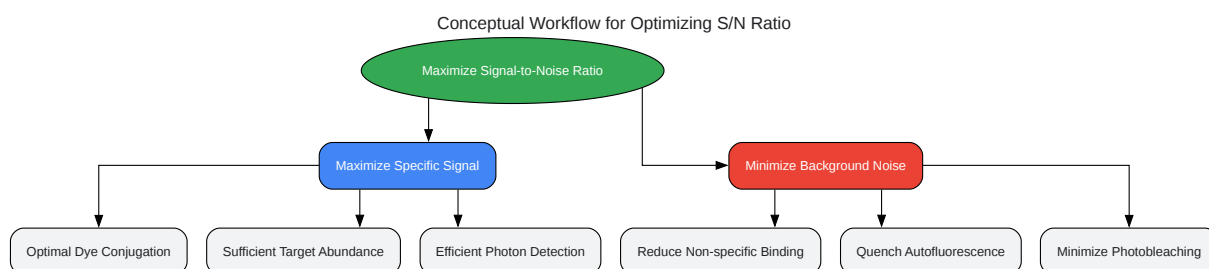 Conceptual Workflow for Optimizing S/N Ratio
Maximize Signal-to-Noise Ratio
Maximize Specific Signal
Minimize Background Noise
Optimal Dye Conjugation
Sufficient Target Abundance
Efficient Photon Detection
Reduce Non-specific Binding
Quench Autofluorescence
Minimize Photobleaching